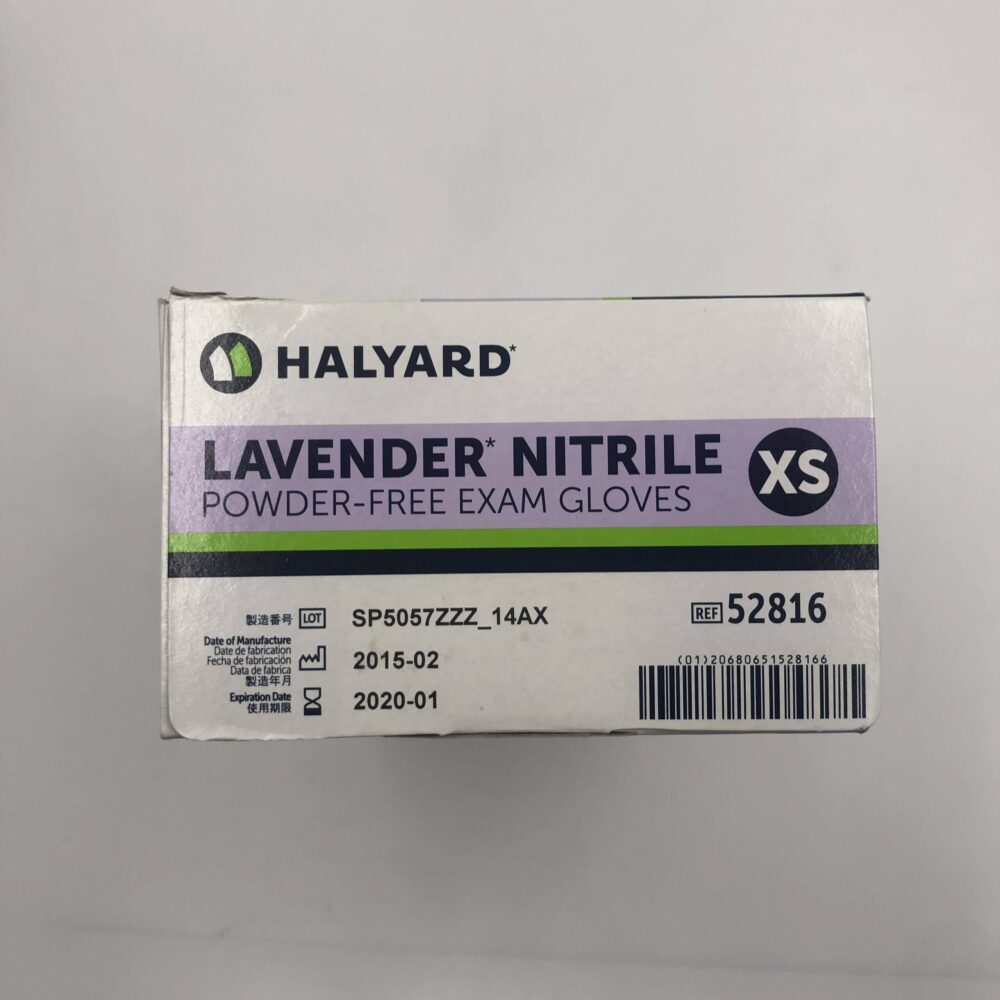 HALYARD*
LAVENDER* NITRILE
POWDER-FREE EXAM GLOVES
XS
製造番号 LOT SP5057ZZZ_14AX
REF 52816
Date of Manufacture
Date de fabrication
Fecha de fabricación
Data de fabrica
製造年月
2015-02
(01)20680651528166
Expiration Date
使用期限
2020-01